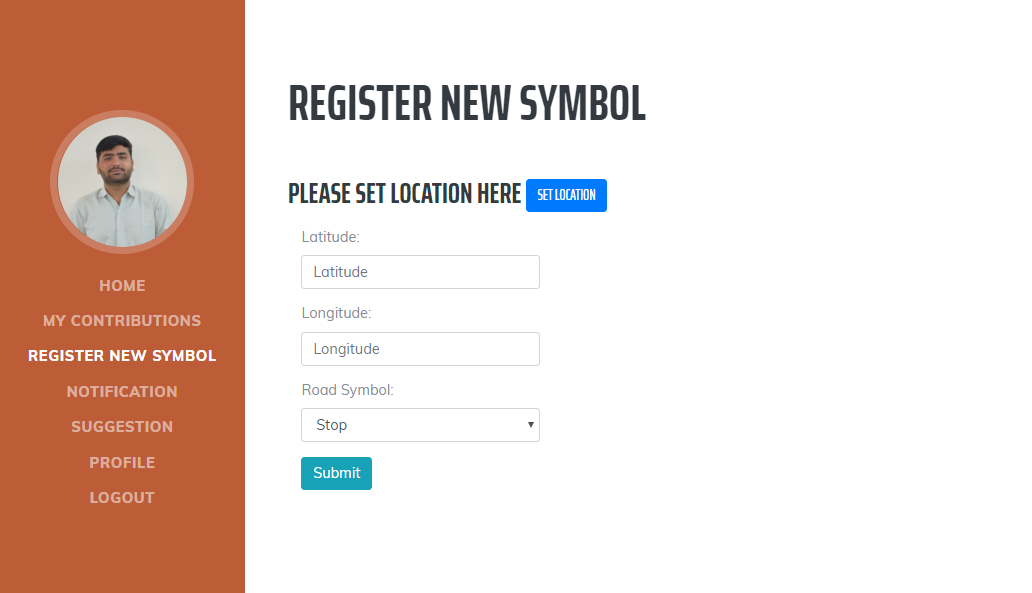 HOME
MY CONTRIBUTIONS
REGISTER NEW SYMBOL
NOTIFICATION
SUGGESTION
PROFILE
LOGOUT
REGISTER NEW SYMBOL
PLEASE SET LOCATION HERE SET LOCATION
Latitude:
Latitude
Longitude:
Longitude
Road Symbol:
Stop
Submit